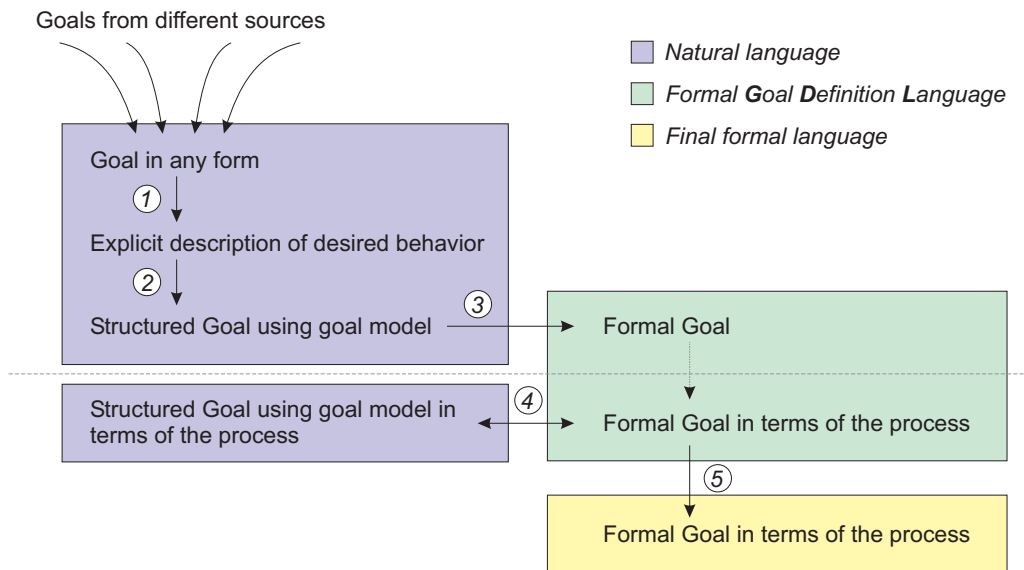 Goals from different sources
Natural language
Formal Goal Definition Language
Final formal language
Goal in any form
1
Explicit description of desired behavior
2
Structured Goal using goal model
3
Formal Goal
Structured Goal using goal model in
terms of the process
4
Formal Goal in terms of the process
5
Formal Goal in terms of the process